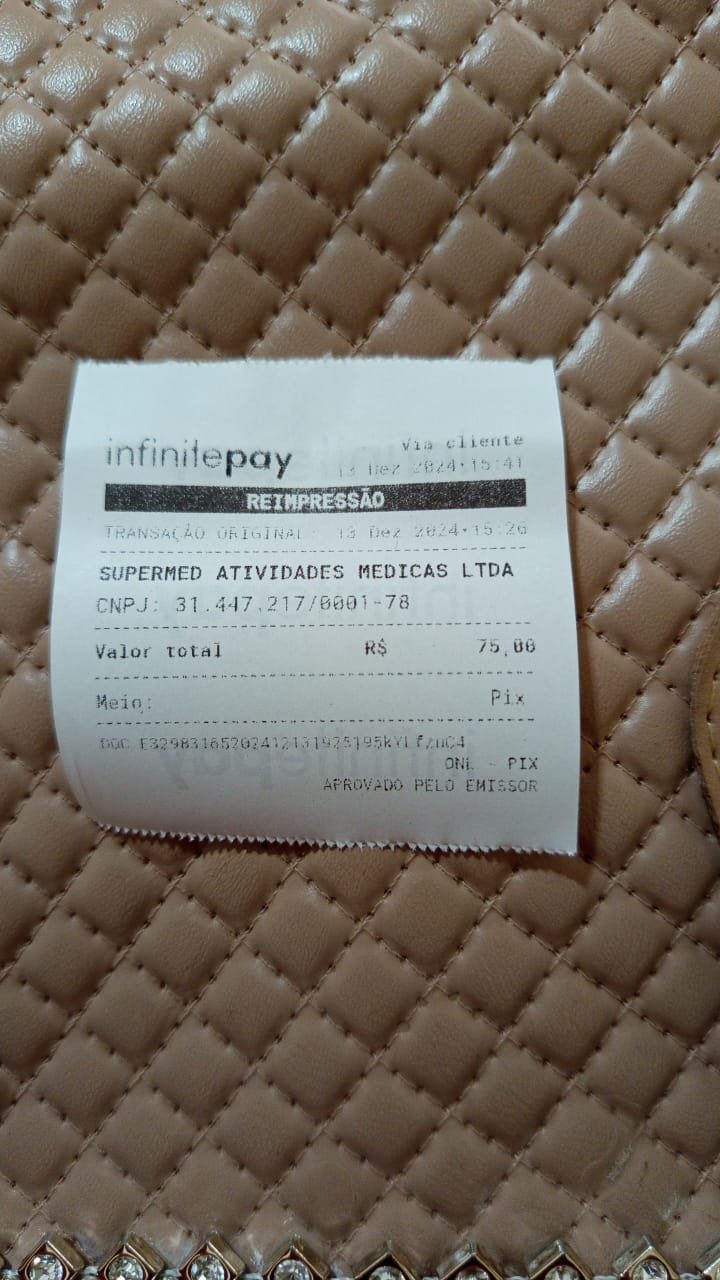 infinitepay
Via cliente
13 Dez 2024•15:41
REIMPRESSÃO
TRANSAÇÃO ORIGINAL: 13 Dez 2024•15:26
SUPERMED ATIVIDADES MEDICAS LTDA
CNPJ: 31.447.217/0001-78
Valor total R$ 75,00
Meio: Pix
DOC
ONL - PIX
APROVADO PELO EMISSOR